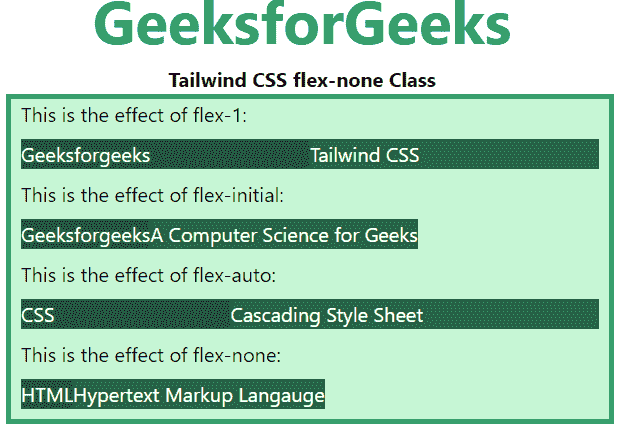 GeeksforGeeks
Tailwind CSS flex-none Class
This is the effect of flex-1:
Geeksforgeeks Tailwind CSS
This is the effect of flex-initial:
GeeksforgeeksA Computer Science for Geeks
This is the effect of flex-auto:
CSS Cascading Style Sheet
This is the effect of flex-none:
HTMLHypertext Markup Langauge